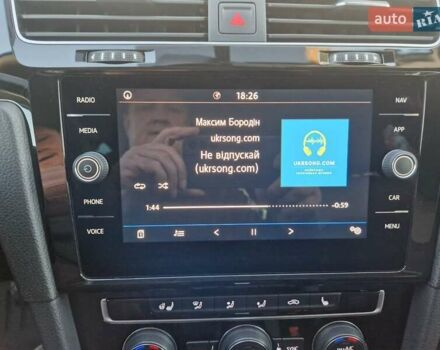 auto RIA
RADIO
MEDIA
PHONE
VOICE
NAV
APP
CAR
MENU
18:26
Максим Бородін
ukrsong.com
Не відпускай
(ukrsong.com)
UKRSONG.COM
1:44
-0:59